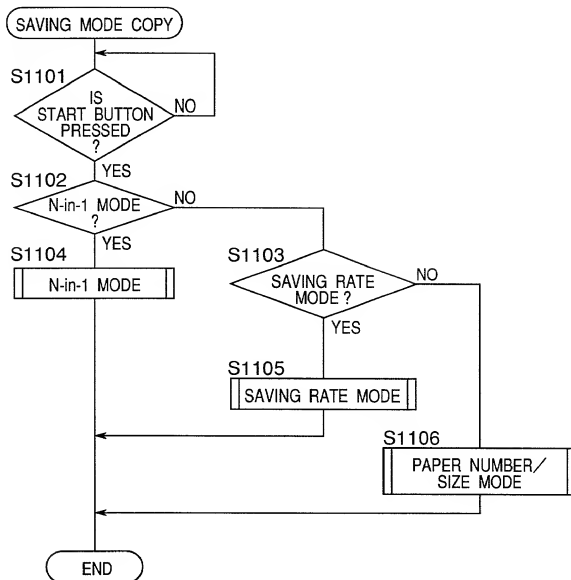 SAVING MODE COPY
S1101
IS
START BUTTON
PRESSED
?
NO
YES
S1102
N-in-1 MODE
?
NO
YES
S1104
N-in-1 MODE
S1103
SAVING RATE
MODE?
NO
YES
S1105
SAVING RATE MODE
S1106
PAPER NUMBER/
SIZE MODE
END